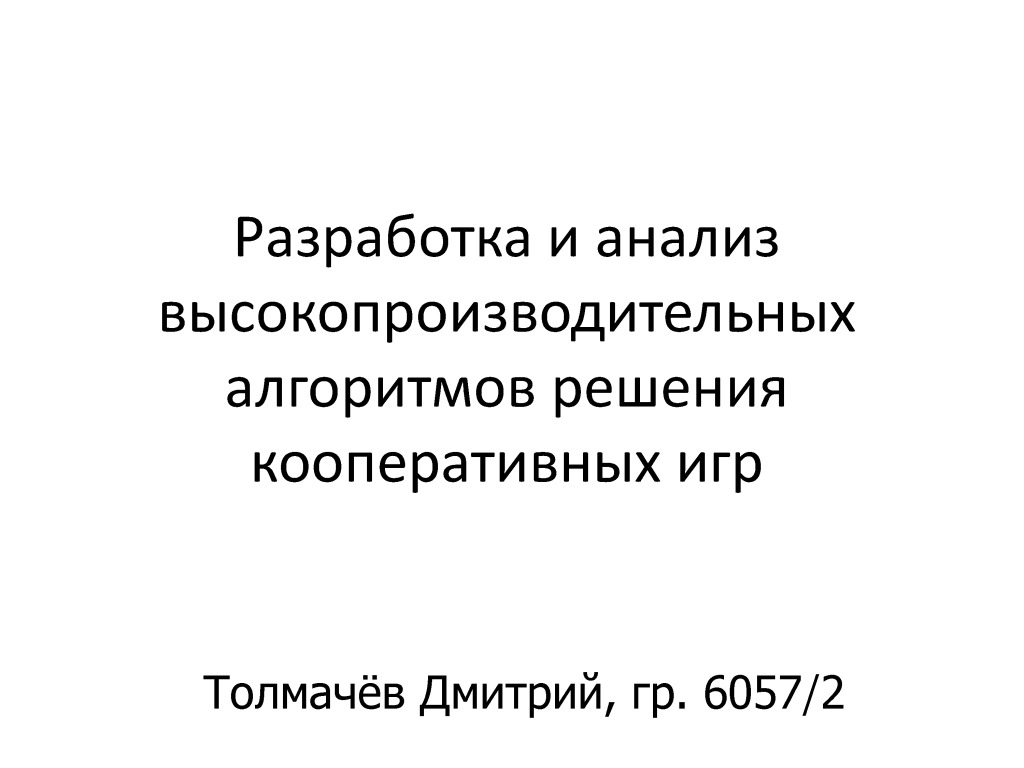 Разработка и анализ
высокопроизводительных
алгоритмов решения
кооперативных игр
Толмачёв Дмитрий, гр. 6057/2